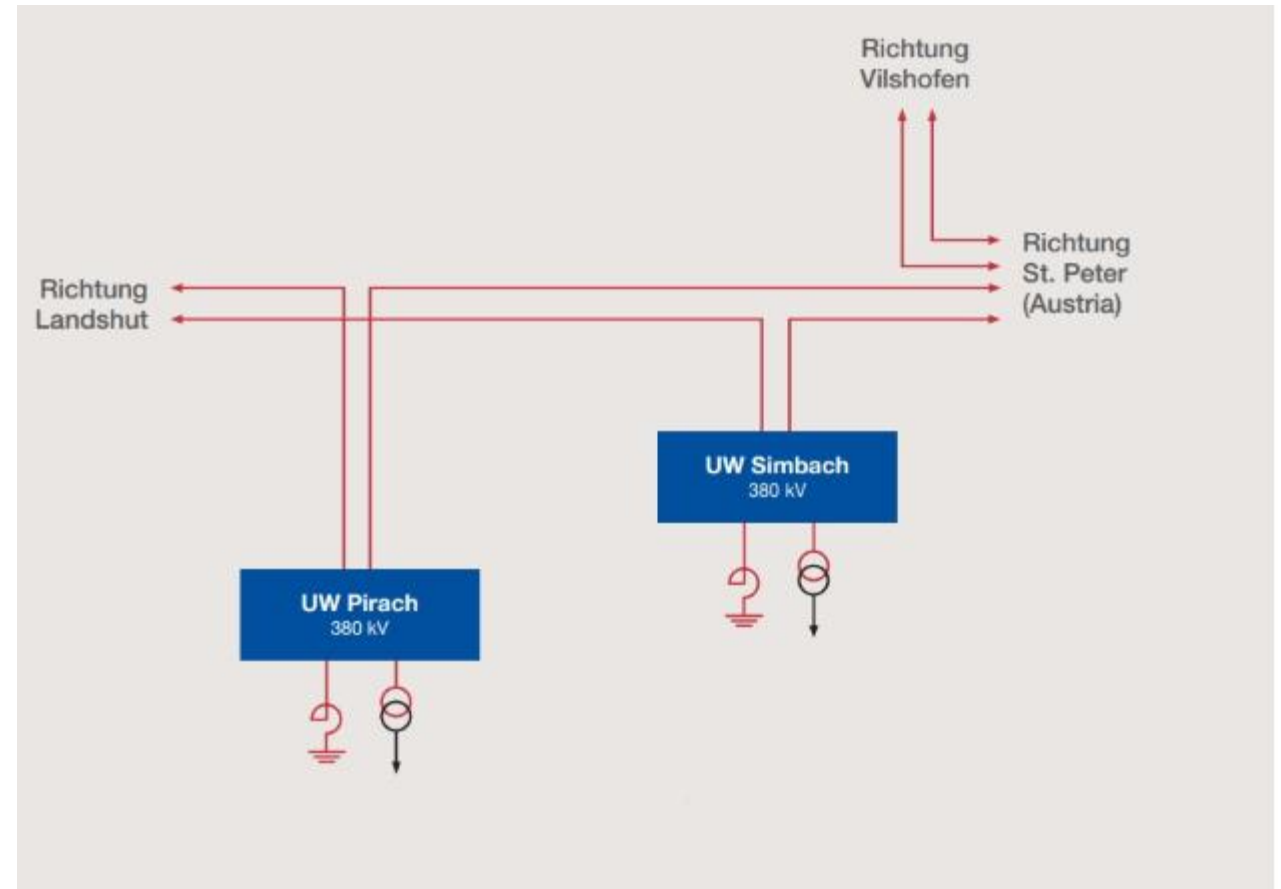 Richtung
Vilshofen
Richtung
St. Peter
(Austria)
Richtung
Landshut
UW Simbach
380 kV
UW Pirach
380 kV